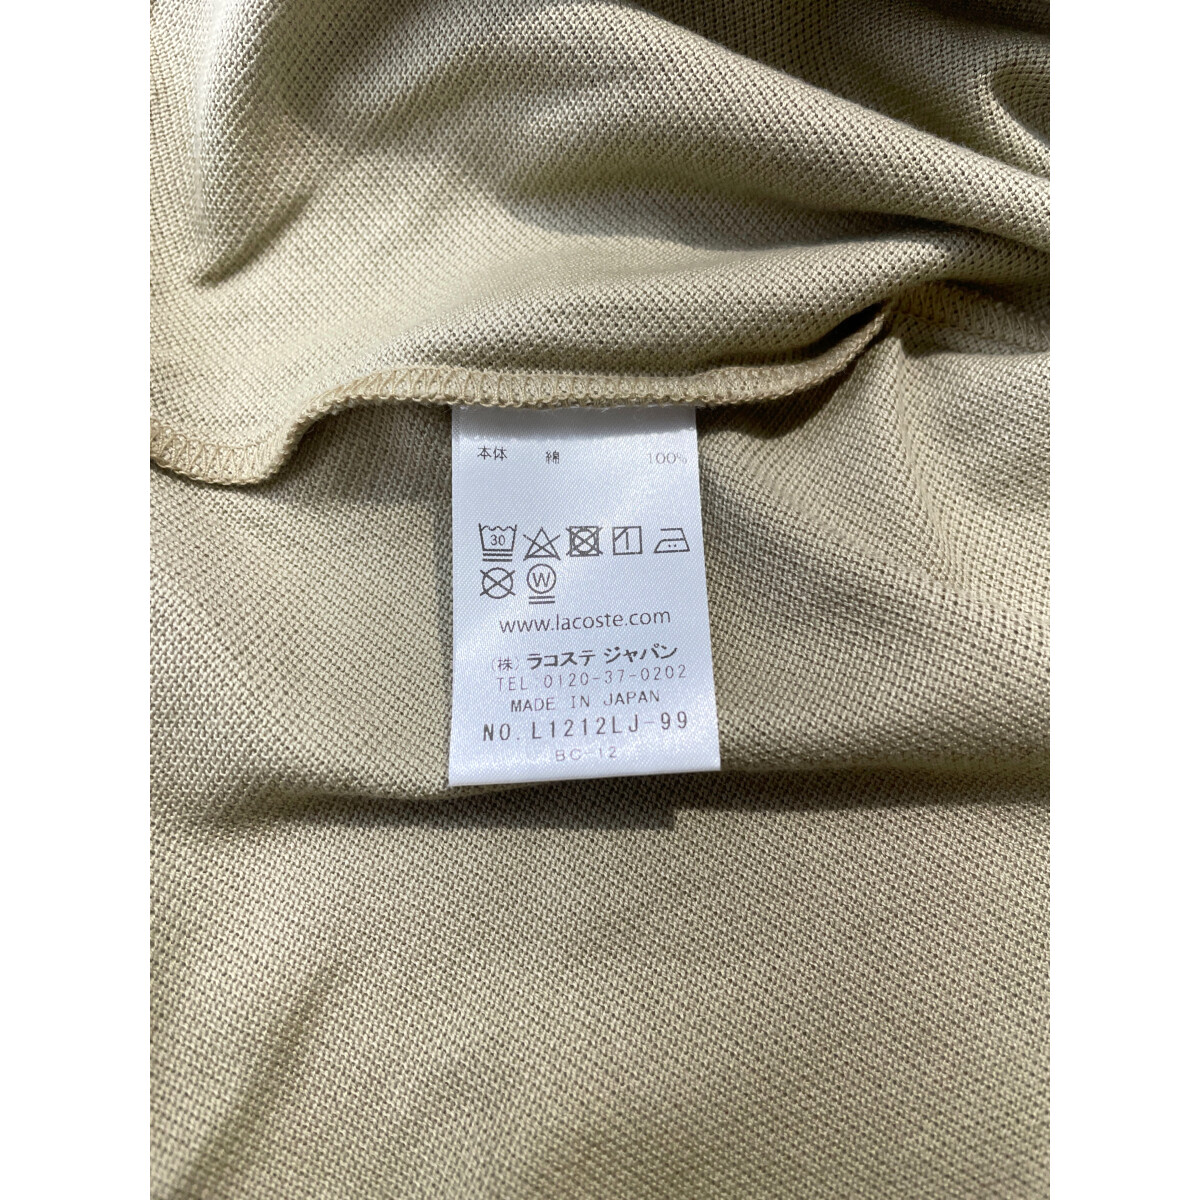 本体 綿 100%
30
W
www.lacoste.com
(株) ラコステ ジャパン
TEL 0120-37-0202
MADE IN JAPAN
NO. L1212LJ-99
BC-12